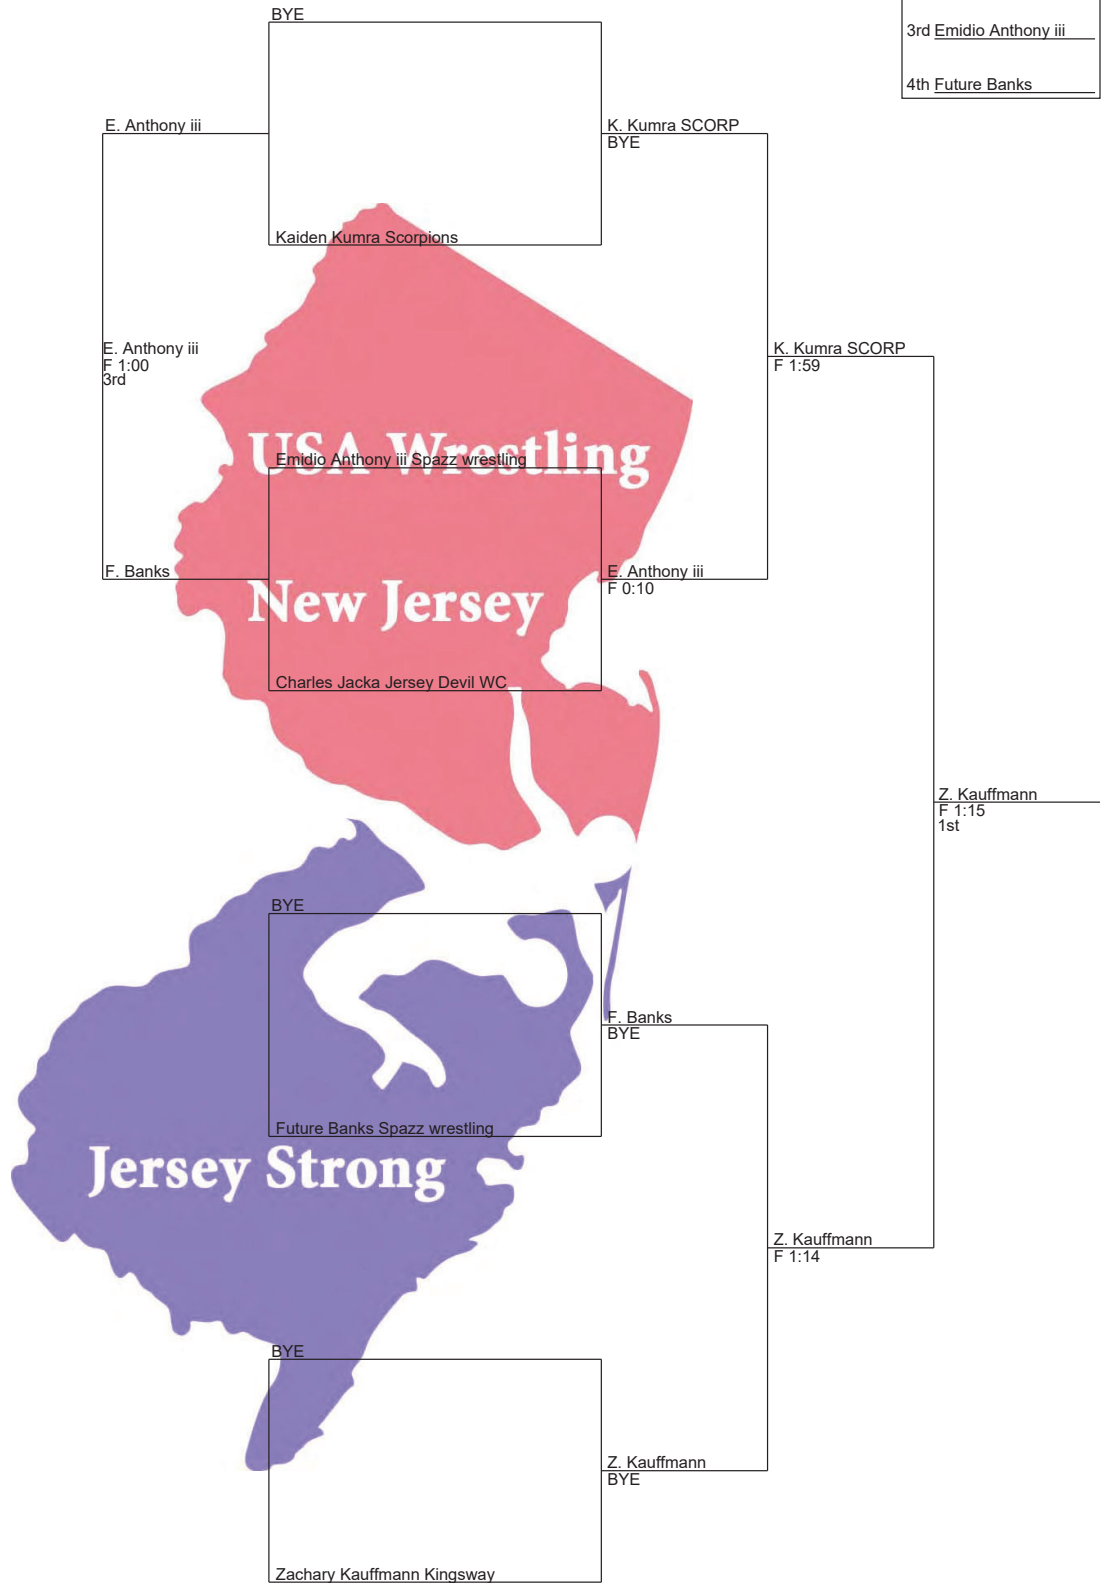 BYE
3rd Emidio Anthony iii
4th Future Banks
E. Anthony iii
K. Kumra SCORP
BYE
Kaiden Kumra Scorpions
E. Anthony iii
F 1:00
3rd
K. Kumra SCORP
F 1:59
USA Wrestling
Emidio Anthony iii Spazz wrestling
F. Banks
E. Anthony iii
F 0:10
New Jersey
Charles Jacka Jersey Devil WC
Z. Kauffmann
F 1:15
1st
BYE
F. Banks
BYE
Future Banks Spazz wrestling
Jersey Strong
Z. Kauffmann
F 1:14
BYE
Z. Kauffmann
BYE
Zachary Kauffmann Kingsway